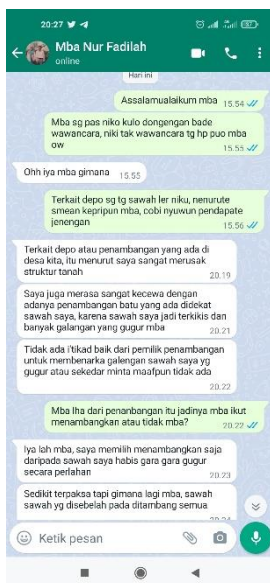 20:27
Mba Nur Fadilah
online
Hari ini
Assalamualaikum mba 15.54
Mba sg pas niko kulo dongengan bade
wawancara, niki tak wawancara tg hp puo mba
ow
15.55
Ohh iya mba gimana 15.55
Terkait depo sg tg sawah ler niku, nenurute
smean kepripun mba, cobi nyuwun pendapate
jenengan
15.56
Terkait depo atau penambangan yang ada di
desa kita, itu menurut saya sangat merusak
struktur tanah
20.19
Saya juga merasa sangat kecewa dengan
adanya penambangan batu yang ada didekat
sawah saya, karena sawah saya jadi terkikis dan
banyak galangan yang gugur mba
20.21
Tidak ada i'tikad baik dari pemilik penambangan
untuk membenarka galengan sawah saya yg
gugur atau sekedar minta maafpun tidak ada
20.22
Mba lha dari penanbangan itu jadinya mba ikut
menambangkan atau tidak mba? 20.22
Iya lah mba, saya memilih menambangkan saja
daripada sawah saya habis gara gara gugur
secara perlahan
20.23
Sedikit terpaksa tapi gimana lagi mba, sawah
sawah yg disebelah pada ditambang semua
20.24
Ketik pesan